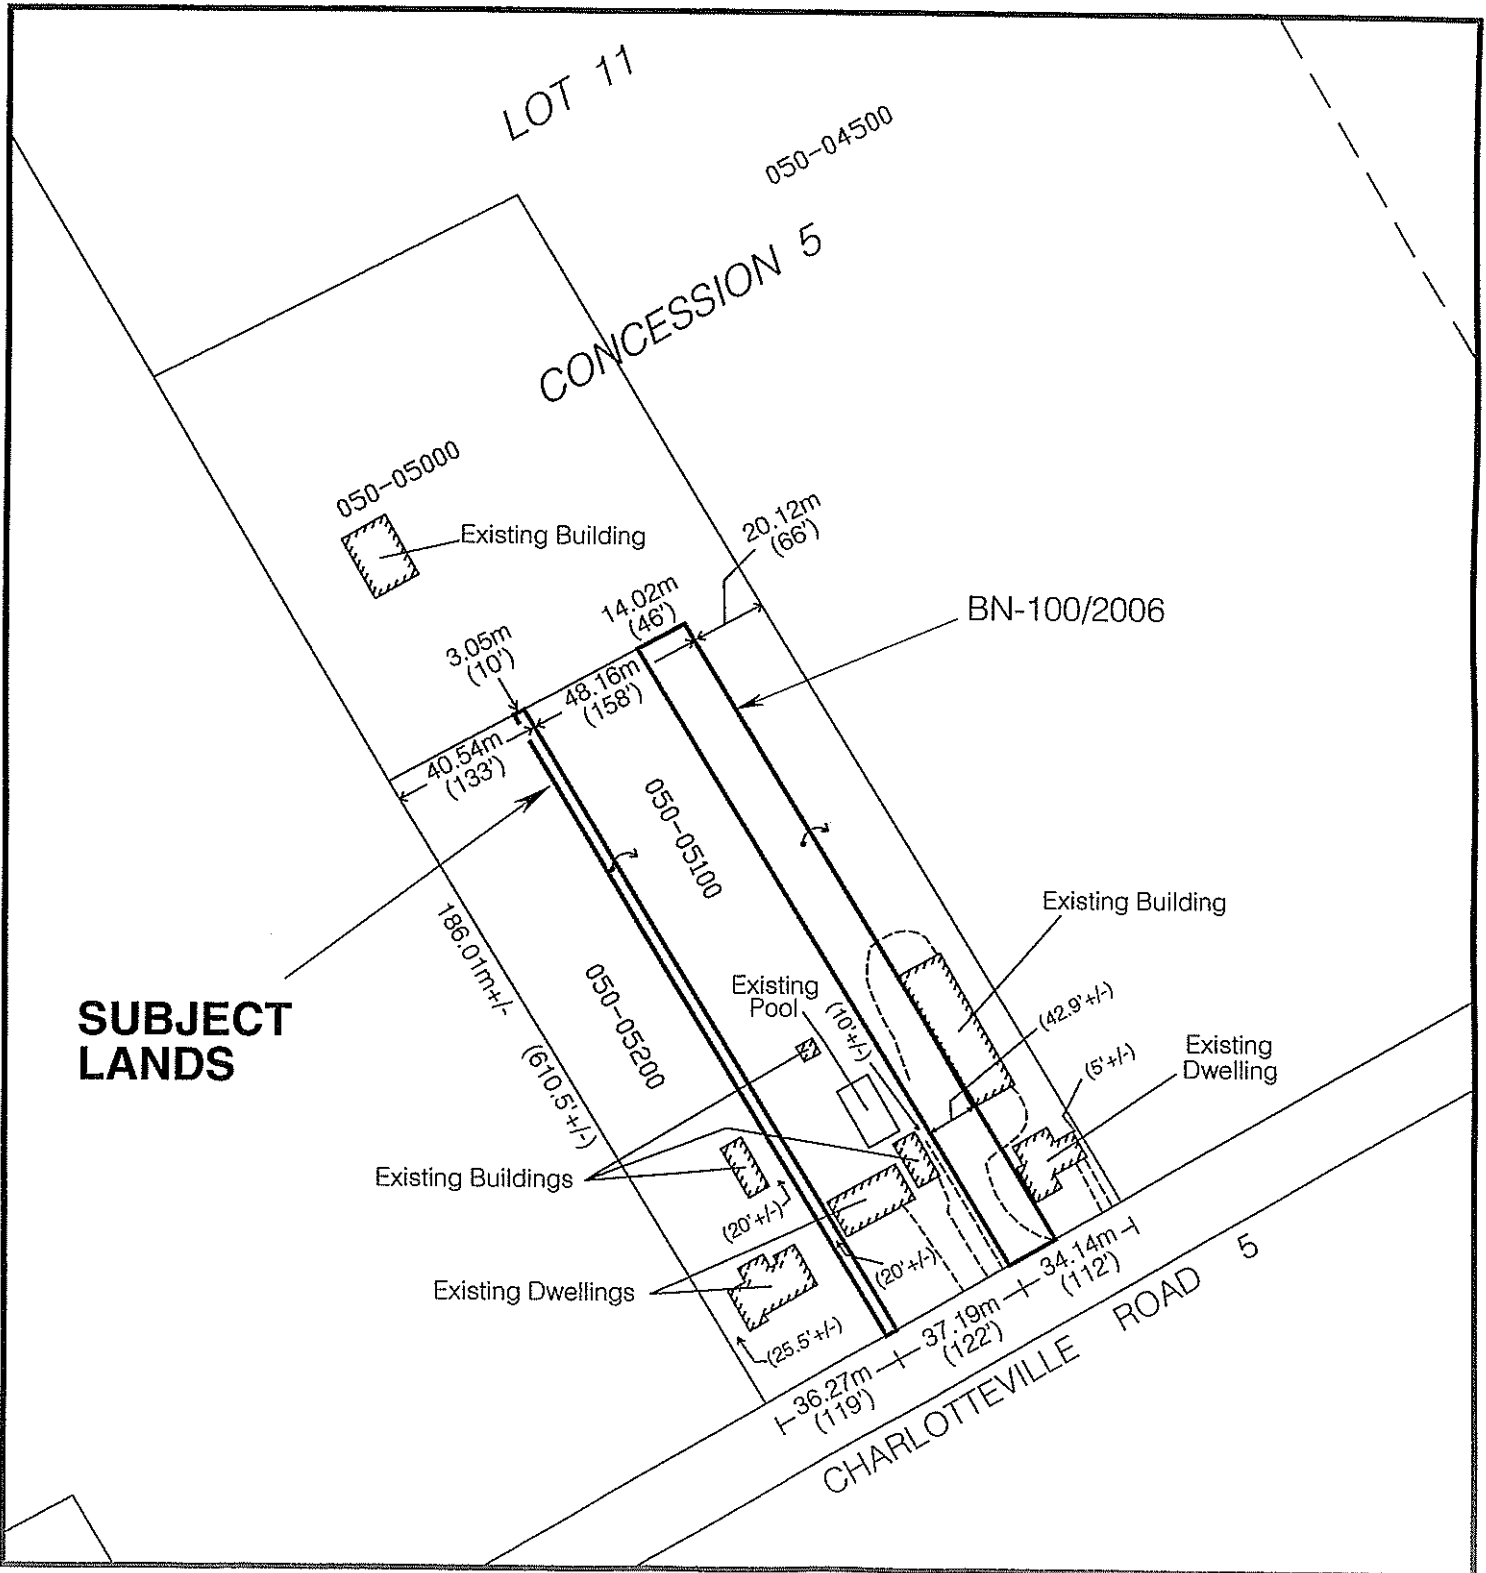 LOT 11
050-04500
CONCESSION 5
050-05000
Existing Building
20.12m
(66')
14.02m
(46')
BN-100/2006
3.05m
(10')
48.16m
(158')
40.54m
(133')
050-05100
186.01m+/-
(610.5'+/-)
050-05200
SUBJECT
LANDS
Existing Building
Existing
Pool
(10'+/-)
(42.9'+/-)
(5'+/-)
Existing
Dwelling
Existing Buildings
(20'+/-)
(20'+/-)
Existing Dwellings
(25.5'+/-)
36.27m
(119')
37.19m
(122')
34.14m
(112')
CHARLOTTEVILLE ROAD 5